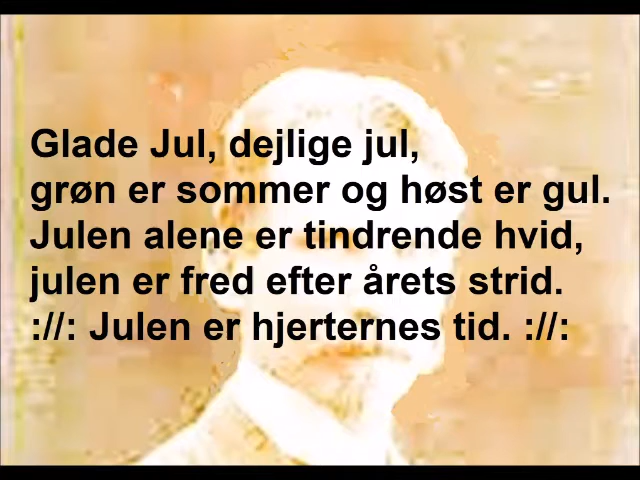 Glade Jul, dejlige jul,
grøn er sommer og høst er gul.
Julen alene er tindrende hvid,
julen er fred efter årets strid.
://: Julen er hjerternes tid. ://: